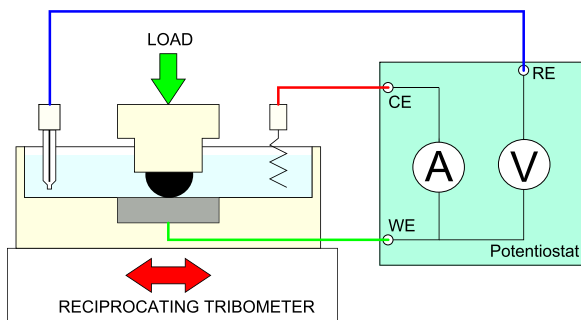 LOAD
RE
CE
A
V
WE
Potentiostat
RECIPROCATING TRIBOMETER